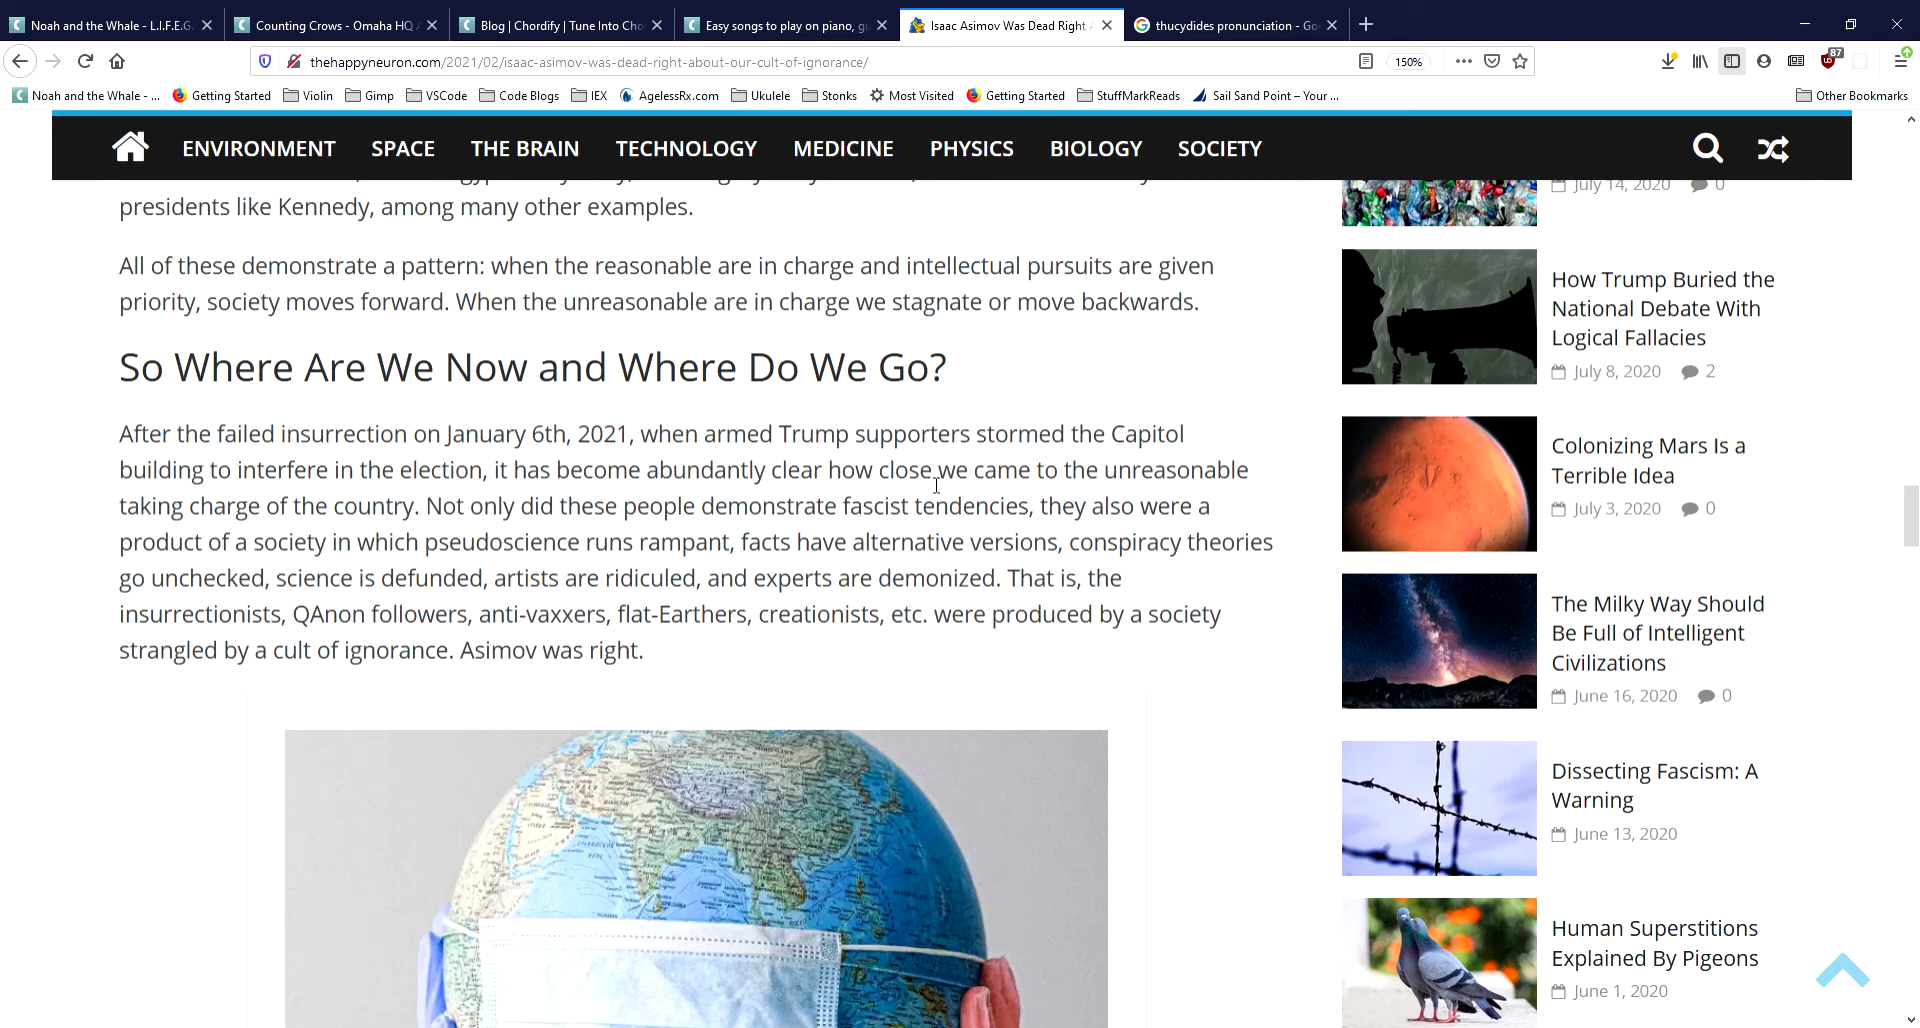 Noah and the Whale - L.I.F.E.G.
Counting Crows - Omaha HQ
Blog | Chordify | Tune Into Cho
Easy songs to play on piano, gu
Isaac Asimov Was Dead Right A
thucydides pronunciation - Go
thehappyneuron.com/2021/02/isaac-asimov-was-dead-right-about-our-cult-of-ignorance/
150%
87
Noah and the Whale - ...
Getting Started
Violin
Gimp
VSCode
Code Blogs
IEX
AgelessRx.com
Ukulele
Stonks
Most Visited
Getting Started
StuffMarkReads
Sail Sand Point – Your ...
Other Bookmarks
ENVIRONMENT
SPACE
THE BRAIN
TECHNOLOGY
MEDICINE
PHYSICS
BIOLOGY
SOCIETY
presidents like Kennedy, among many other examples.
All of these demonstrate a pattern: when the reasonable are in charge and intellectual pursuits are given
priority, society moves forward. When the unreasonable are in charge we stagnate or move backwards.
So Where Are We Now and Where Do We Go?
After the failed insurrection on January 6th, 2021, when armed Trump supporters stormed the Capitol
building to interfere in the election, it has become abundantly clear how close we came to the unreasonable
taking charge of the country. Not only did these people demonstrate fascist tendencies, they also were a
product of a society in which pseudoscience runs rampant, facts have alternative versions, conspiracy theories
go unchecked, science is defunded, artists are ridiculed, and experts are demonized. That is, the
insurrectionists, QAnon followers, anti-vaxxers, flat-Earthers, creationists, etc. were produced by a society
strangled by a cult of ignorance. Asimov was right.
July 14, 2020 0
How Trump Buried the
National Debate With
Logical Fallacies
July 8, 2020 2
Colonizing Mars Is a
Terrible Idea
July 3, 2020 0
The Milky Way Should
Be Full of Intelligent
Civilizations
June 16, 2020 0
Dissecting Fascism: A
Warning
June 13, 2020
Human Superstitions
Explained By Pigeons
June 1, 2020